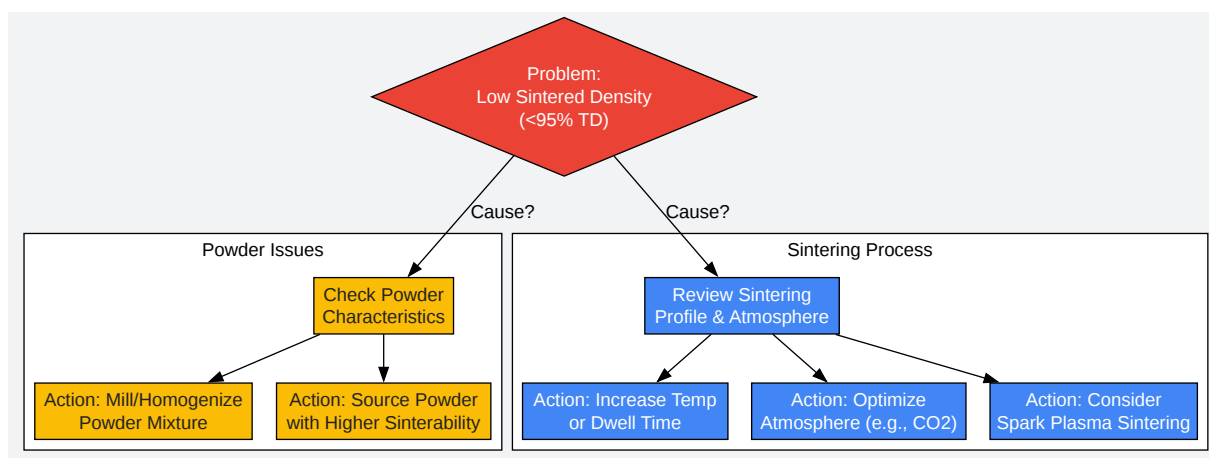 Problem:
Low Sintered Density
(<95% TD)
Cause?
Cause?
Powder Issues
Sintering Process
Check Powder
Characteristics
Review Sintering
Profile & Atmosphere
Action: Mill/Homogenize
Powder Mixture
Action: Source Powder
with Higher Sinterability
Action: Increase Temp
or Dwell Time
Action: Optimize
Atmosphere (e.g., CO2)
Action: Consider
Spark Plasma Sintering